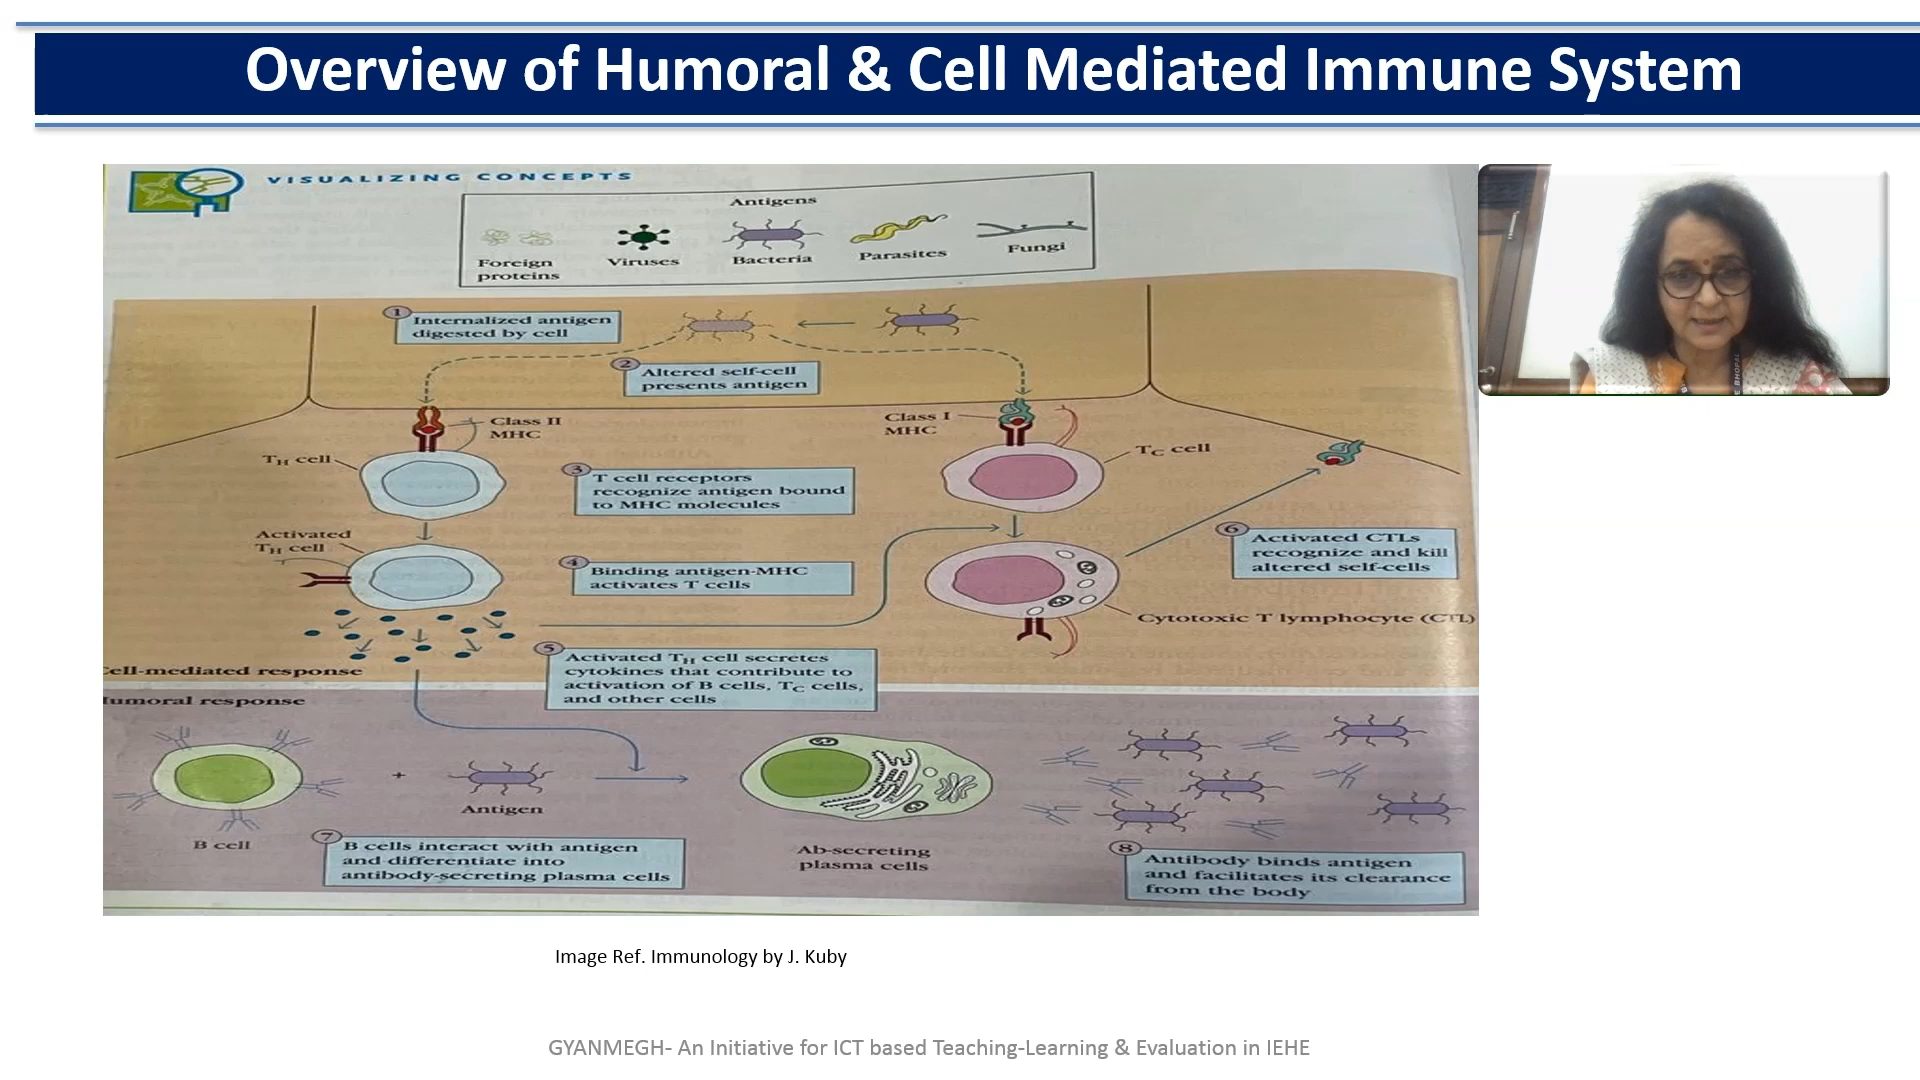 Overview of Humoral & Cell Mediated Immune System
VISUALIZING CONCEPTS
Antigens
Foreign
proteins
Viruses
Bacteria
Parasites
Fungi
1
Internalized antigen
digested by cell
2
Altered self-cell
presents antigen
Class II
MHC
Class I
MHC
TH cell
TC cell
3
T cell receptors
recognize antigen bound
to MHC molecules
Activated
TH cell
4
Binding antigen-MHC
activates T cells
6
Activated CTLs
recognize and kill
altered self-cells
Cytotoxic T lymphocyte (CTL)
5
Activated TH cell secretes
cytokines that contribute to
activation of B cells, TC cells,
and other cells
Cell-mediated response
Humoral response
+
Antigen
B cell
7
B cells interact with antigen
and differentiate into
antibody-secreting plasma cells
Ab-secreting
plasma cells
8
Antibody binds antigen
and facilitates its clearance
from the body
BHOPAL
Image Ref. Immunology by J. Kuby
GYANMEGH- An Initiative for ICT based Teaching-Learning & Evaluation in IEHE